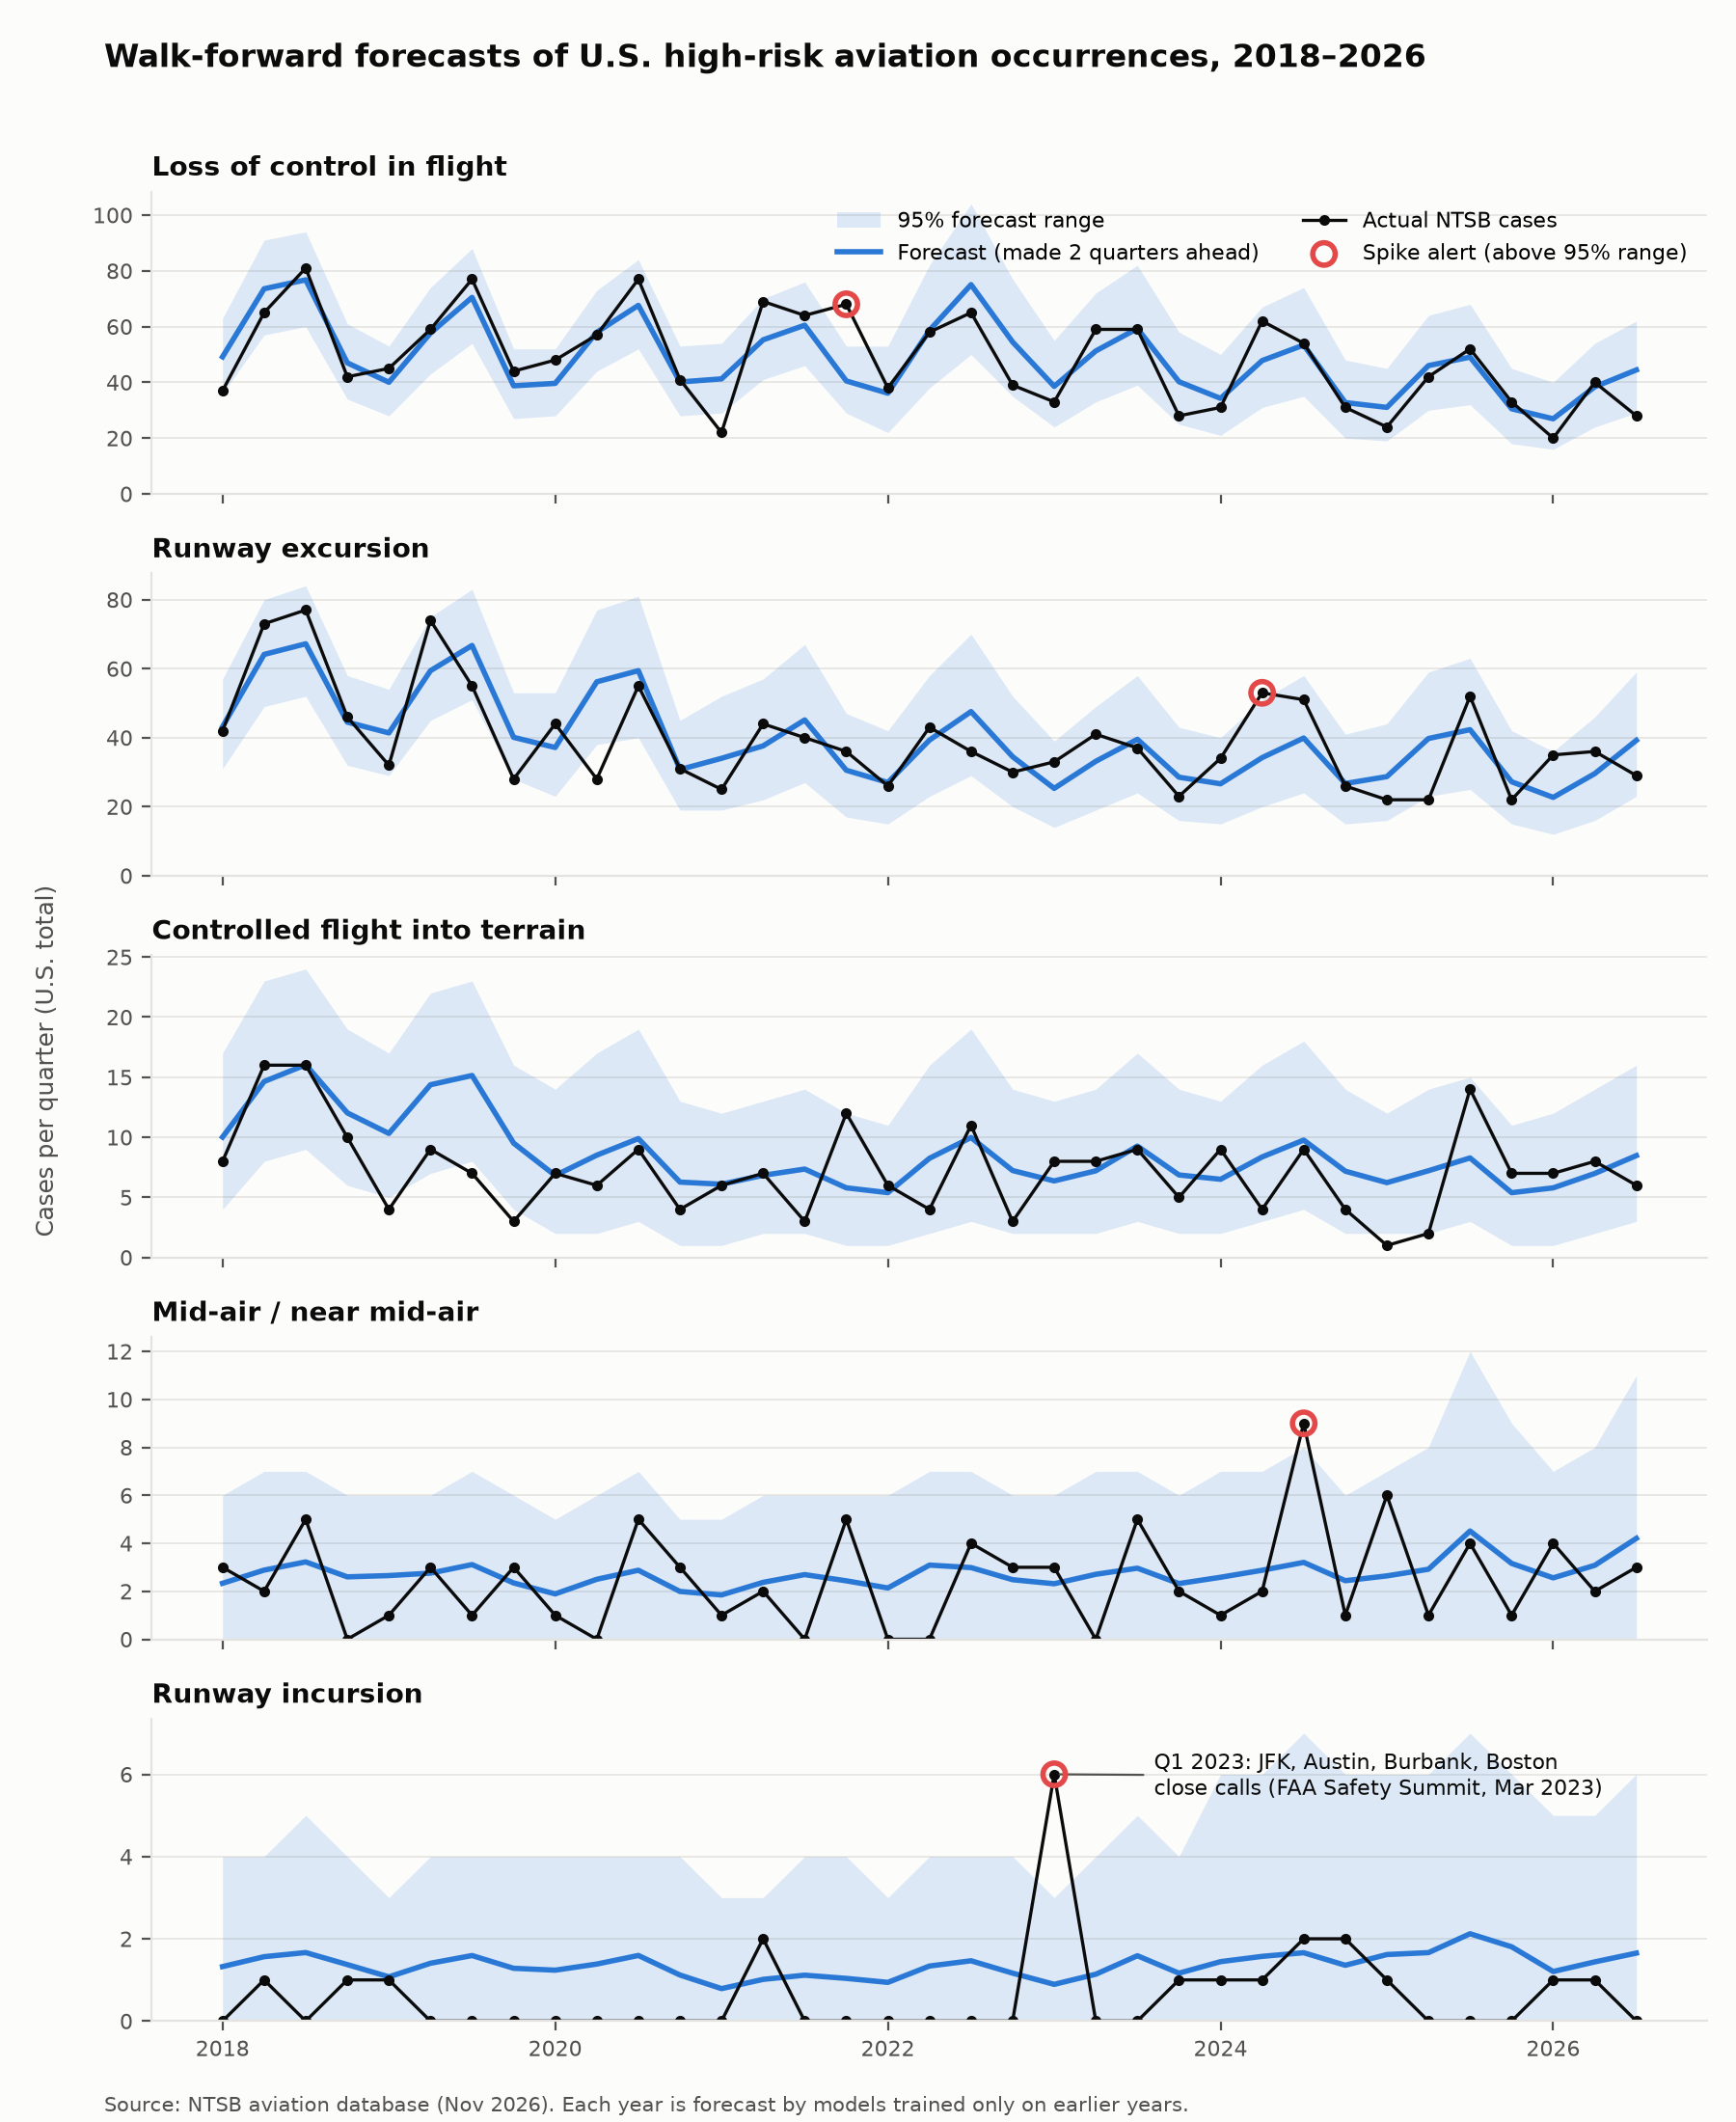 Walk-forward forecasts of U.S. high-risk aviation occurrences, 2018–2026
Loss of control in flight
95% forecast range
Forecast (made 2 quarters ahead)
Actual NTSB cases
Spike alert (above 95% range)
100
80
60
40
20
0
Runway excursion
80
60
40
20
0
Cases per quarter (U.S. total)
Controlled flight into terrain
25
20
15
10
5
0
Mid-air / near mid-air
12
10
8
6
4
2
0
Runway incursion
Q1 2023: JFK, Austin, Burbank, Boston
close calls (FAA Safety Summit, Mar 2023)
6
4
2
0
2018
2020
2022
2024
2026
Source: NTSB aviation database (Nov 2026). Each year is forecast by models trained only on earlier years.